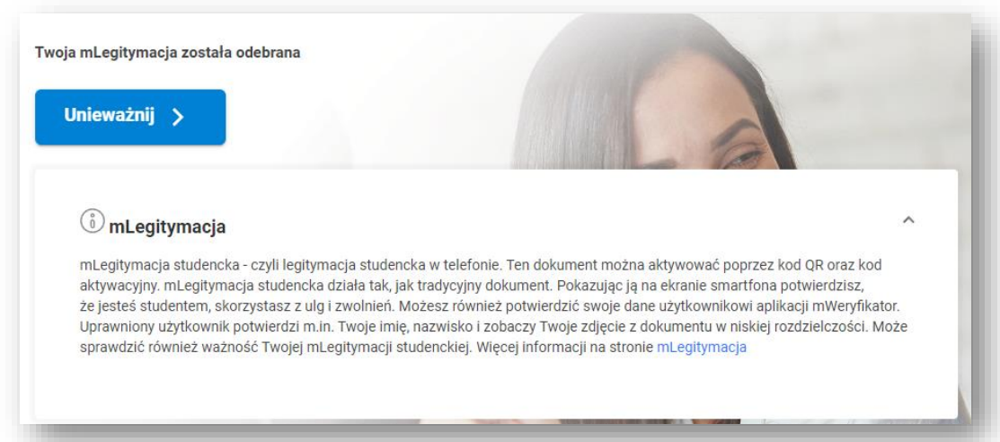 Twoja mLegitymacja została odebrana
Unieważnij
mLegitymacja
mLegitymacja studencka - czyli legitymacja studencka w telefonie. Ten dokument można aktywować poprzez kod QR oraz kod
aktywacyjny. mLegitymacja studencka działa tak, jak tradycyjny dokument. Pokazując ją na ekranie smartfona potwierdzisz,
że jesteś studentem, skorzystasz z ulg i zwolnień. Możesz również potwierdzić swoje dane użytkownikowi aplikacji mWeryfikator.
Uprawniony użytkownik potwierdzi m.in. Twoje imię, nazwisko i zobaczy Twoje zdjęcie z dokumentu w niskiej rozdzielczości. Może
sprawdzić również ważność Twojej mLegitymacji studenckiej. Więcej informacji na stronie mLegitymacja